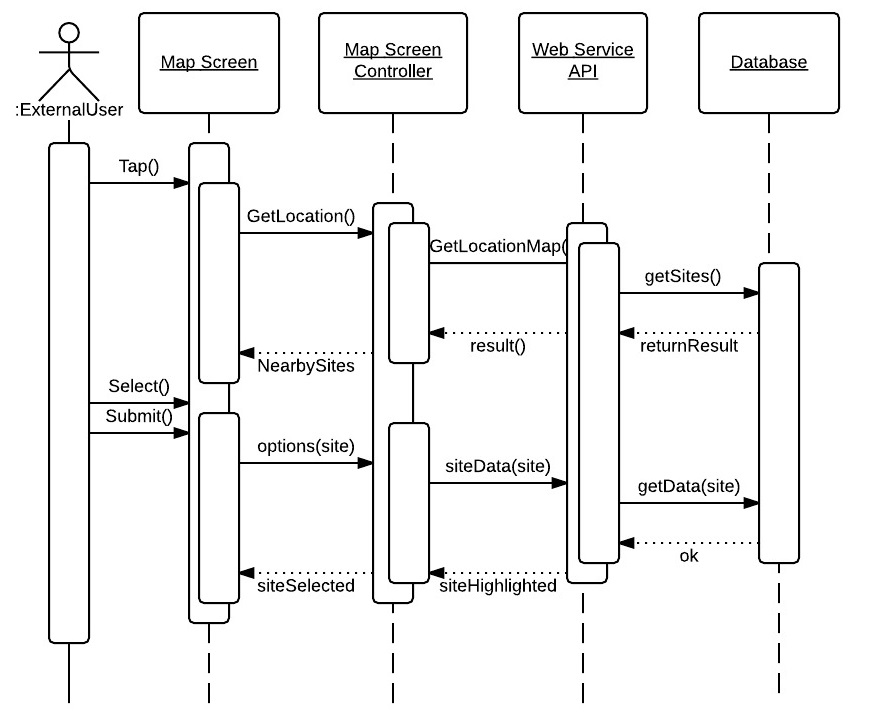 :ExternalUser
Map Screen
Map Screen
Controller
Web Service
API
Database
Tap()
GetLocation()
GetLocationMap(
getSites()
result()
returnResult
NearbySites
Select()
Submit()
options(site)
siteData(site)
getData(site)
ok
siteSelected
siteHighlighted